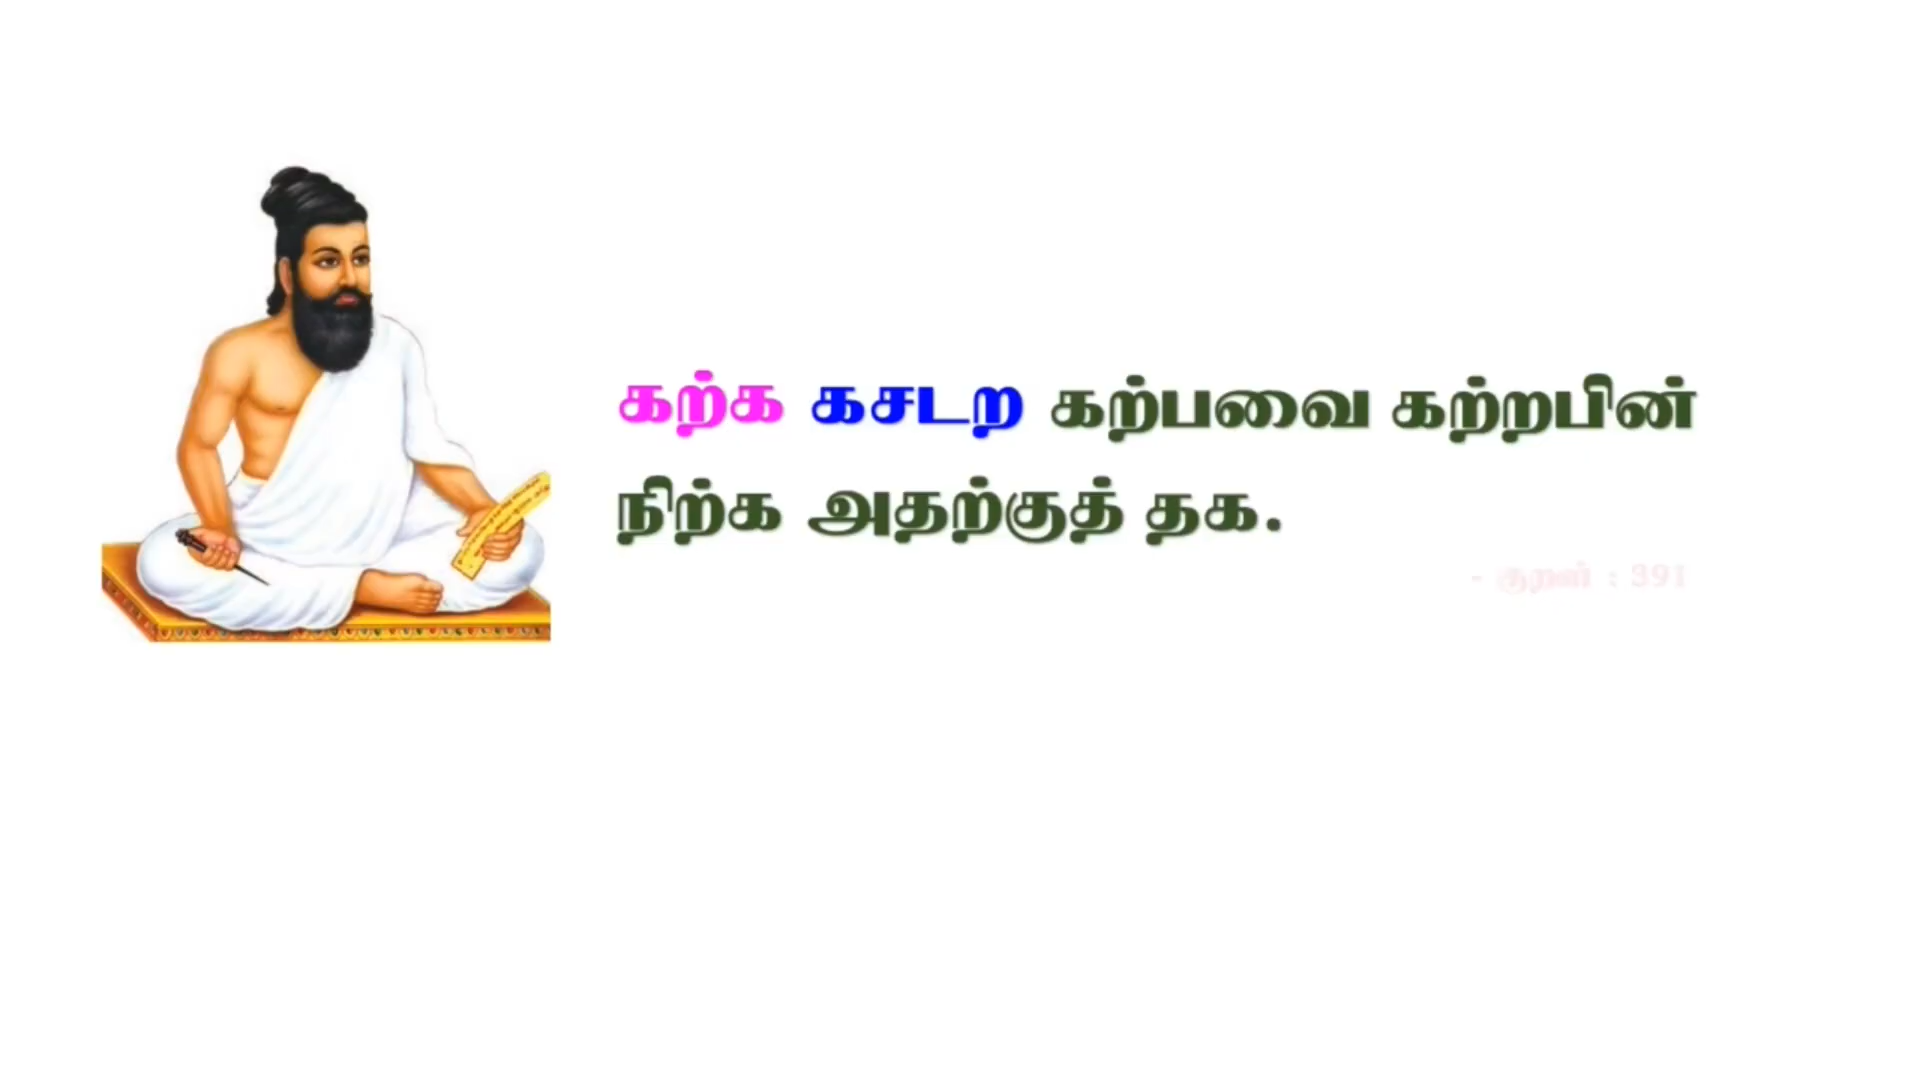 கற்க கசடற கற்பவை கற்றபின்
நிற்க அதற்குத் தக.
- குறள் : 391